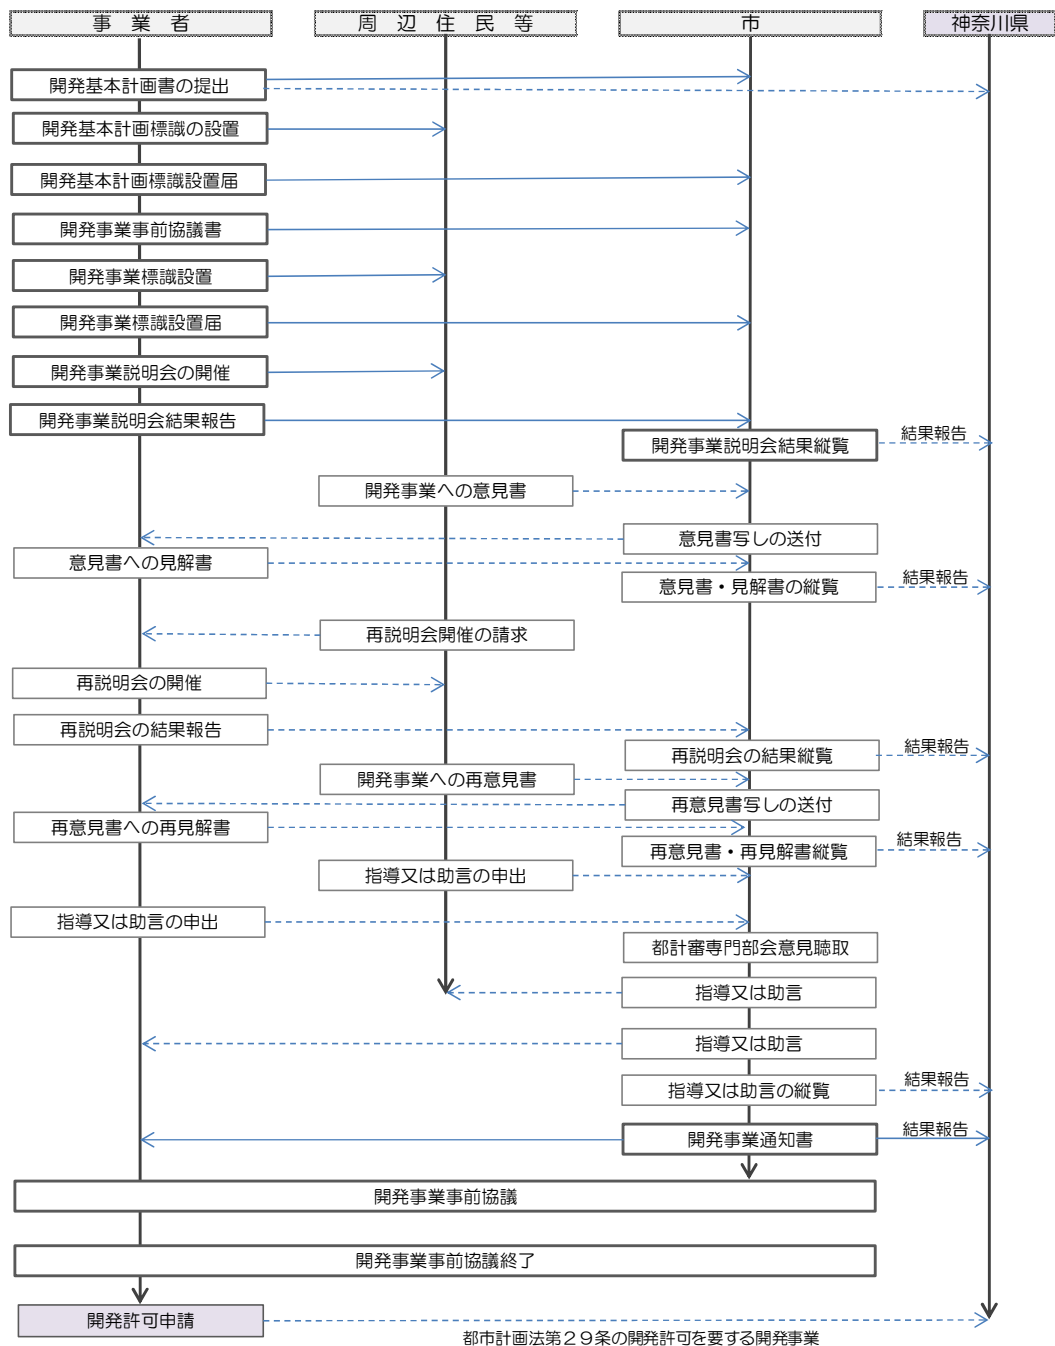 事　業　者
周　辺　住　民　等
市
神奈川県
開発基本計画書の提出
開発基本計画標識の設置
開発基本計画標識設置届
開発事業事前協議書
開発事業標識設置
開発事業標識設置届
開発事業説明会の開催
開発事業説明会結果報告
開発事業説明会結果縦覧
結果報告
開発事業への意見書
意見書写しの送付
意見書への見解書
意見書・見解書の縦覧
結果報告
再説明会開催の請求
再説明会の開催
再説明会の結果報告
再説明会の結果縦覧
結果報告
開発事業への再意見書
再意見書写しの送付
再意見書への再見解書
再意見書・再見解書縦覧
結果報告
指導又は助言の申出
指導又は助言の申出
都計審専門部会意見聴取
指導又は助言
指導又は助言
指導又は助言の縦覧
結果報告
開発事業通知書
結果報告
開発事業事前協議
開発事業事前協議終了
開発許可申請
都市計画法第２９条の開発許可を要する開発事業